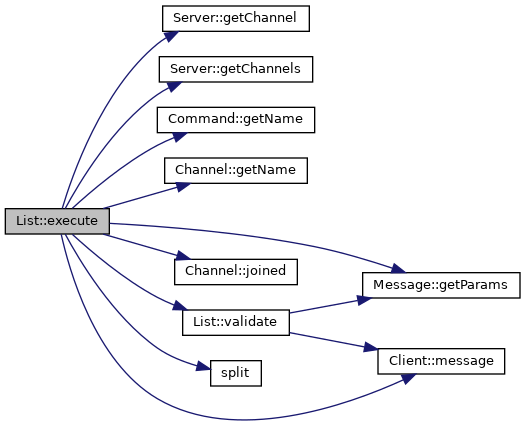 Server::getChannel
Server::getChannels
Command::getName
Channel::getName
List::execute
Channel::joined
Message::getParams
List::validate
Client::message
split